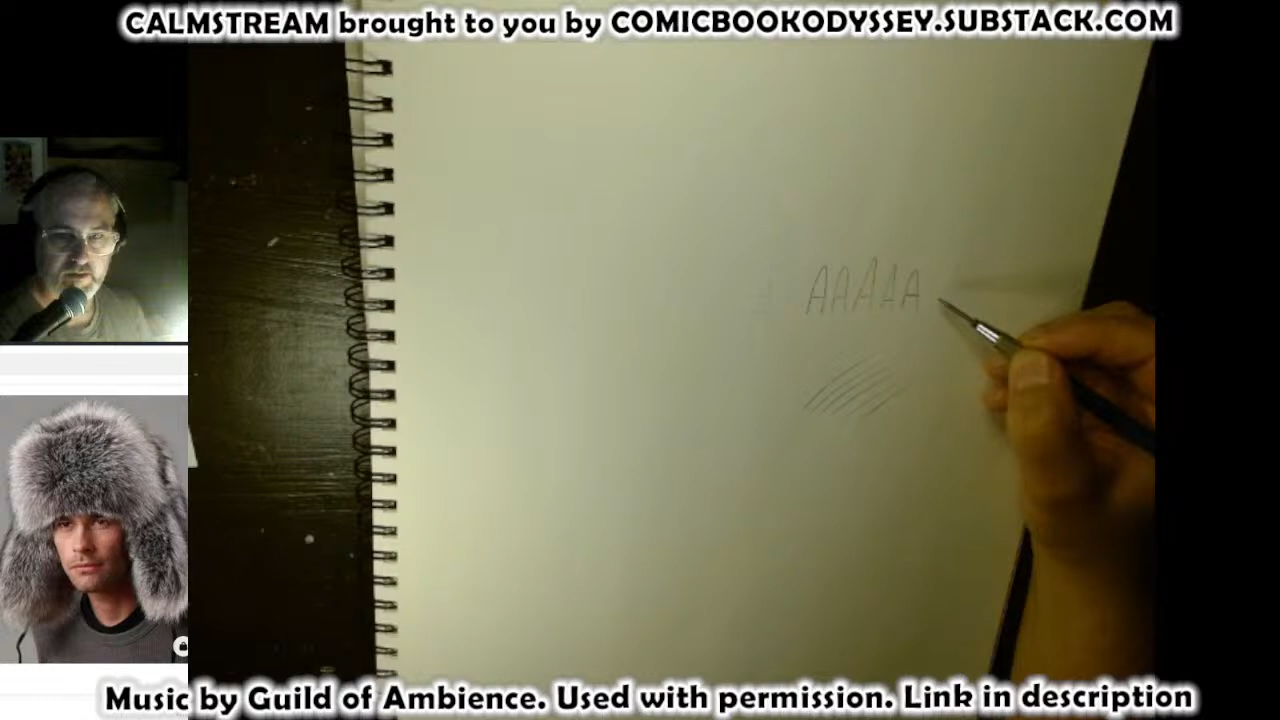 CALMSTREAM brought to you by COMICBOOKODYSSEY.SUBSTACK.COM
AAAAA
Music by Guild of Ambience. Used with permission. Link in description